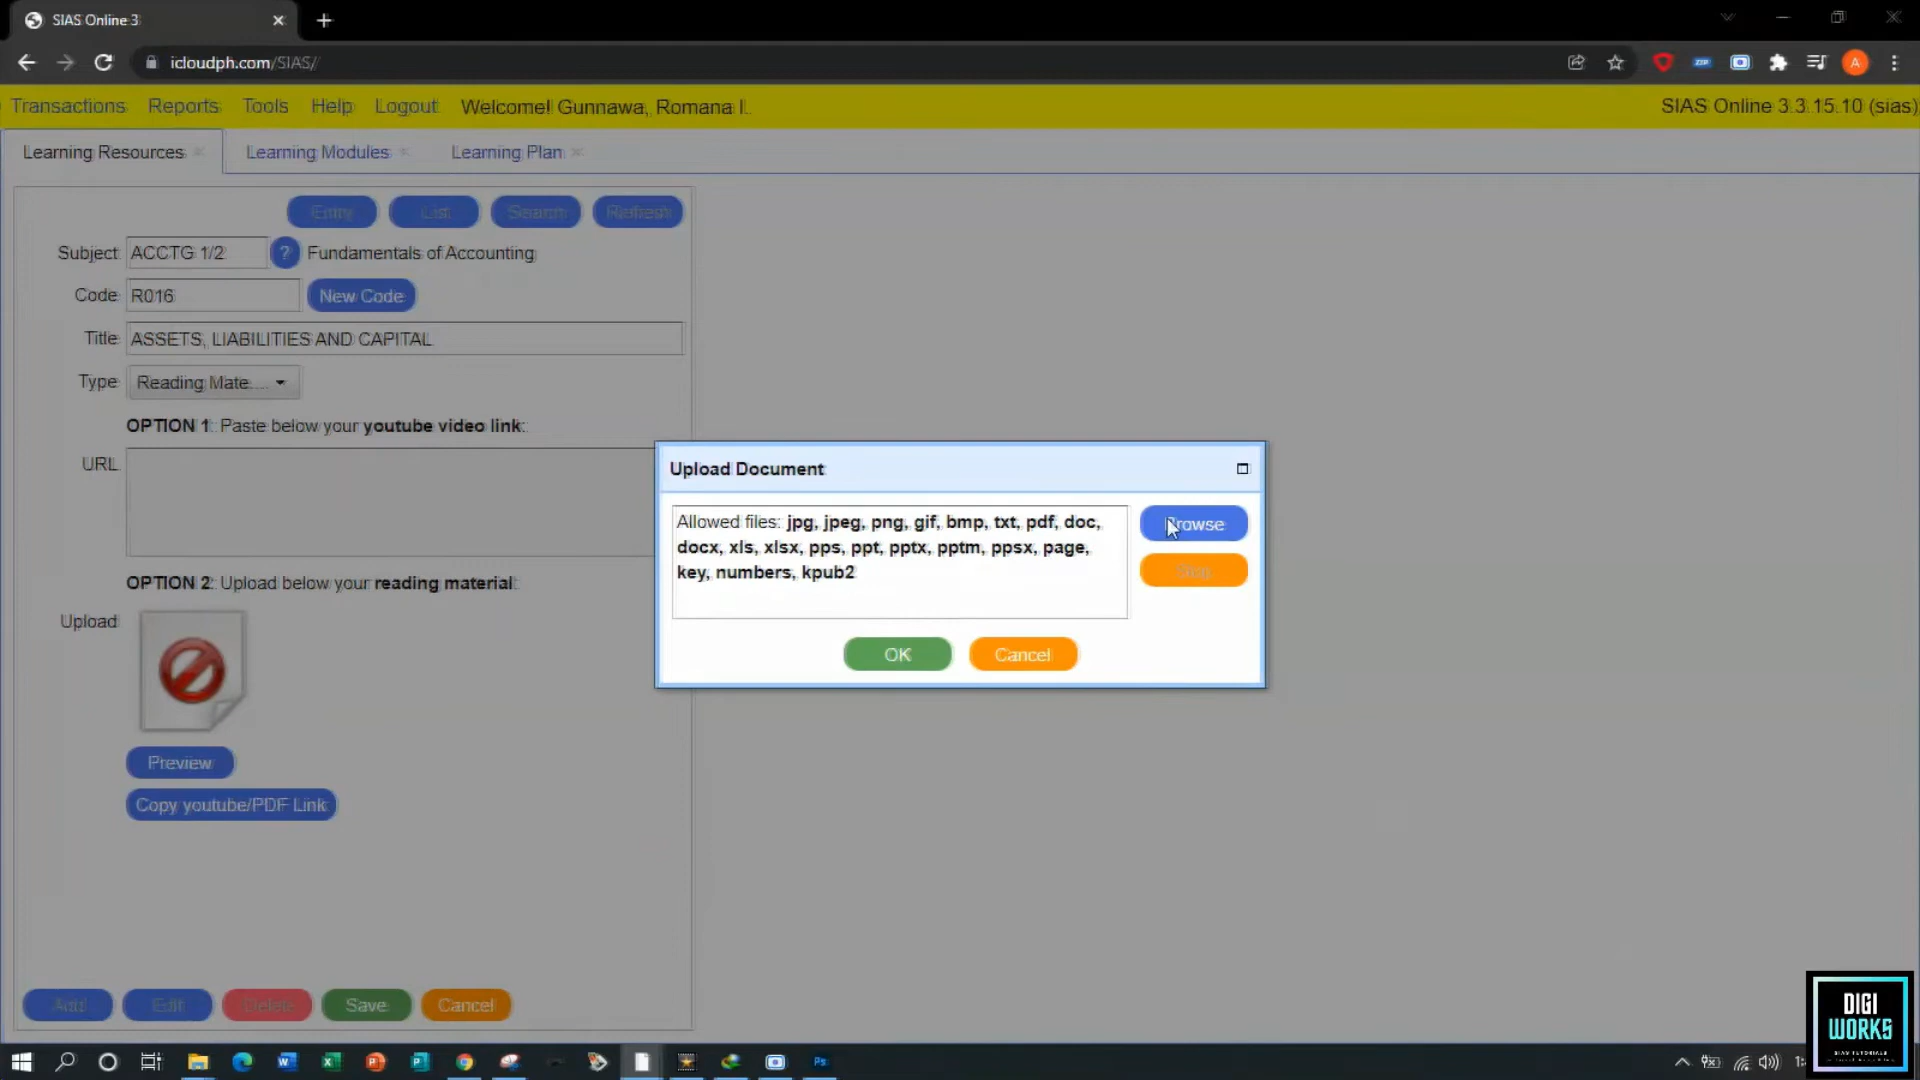 SIAS Online 3
icloudph.com/SIAS/
Transactions Reports Tools Help Logout Welcome! Gunnawa, Romana I. SIAS Online 3.3.15.10 (sias)
Learning Resources Learning Modules Learning Plan
Entry List Search Refresh
Subject: ACCTG 1/2 ? Fundamentals of Accounting
Code: R016 New Code
Title: ASSETS, LIABILITIES AND CAPITAL
Type: Reading Mate...
OPTION 1: Paste below your youtube video link:
URL:
Upload Document
Allowed files: jpg, jpeg, png, gif, bmp, txt, pdf, doc,
docx, xls, xlsx, pps, ppt, pptx, pptm, ppsx, page,
key, numbers, kpub2
Browse
Stop
OK Cancel
OPTION 2: Upload below your reading material:
Upload:
Preview
Copy youtube/PDF Link
Add Edit Delete Save Cancel
DIGI
WORKS
SIAS TUTORIALS